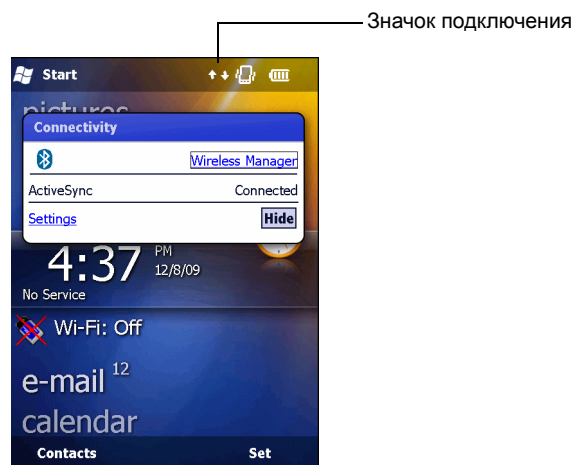 Значок подключения
Start
pictures
Connectivity
Wireless Manager
ActiveSync Connected
Settings Hide
4:37 PM
12/8/09
No Service
Wi-Fi: Off
e-mail 12
calendar
Contacts Set